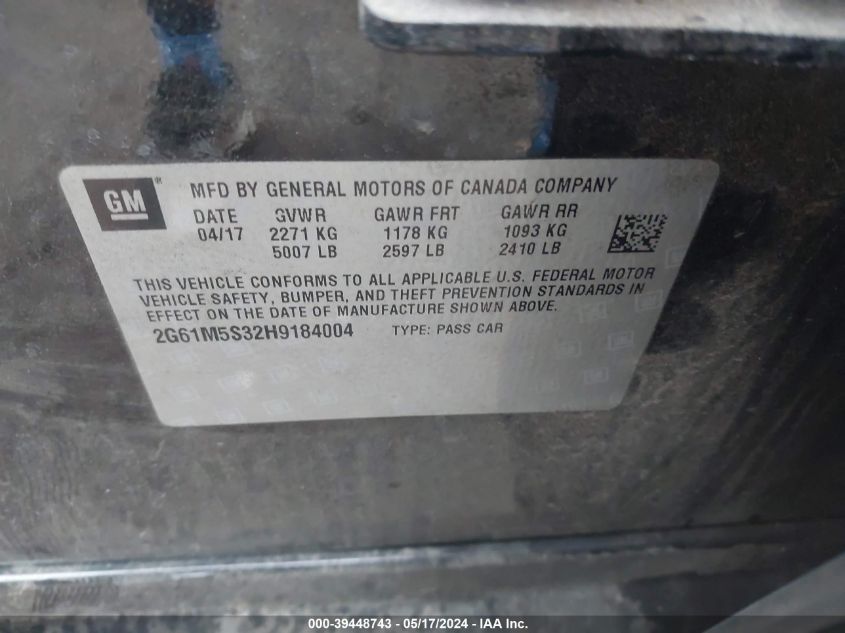 GM®
MFD BY GENERAL MOTORS OF CANADA COMPANY
DATE GVWR GAWR FRT GAWR RR
04/17 2271 KG 1178 KG 1093 KG
5007 LB 2597 LB 2410 LB
THIS VEHICLE CONFORMS TO ALL APPLICABLE U.S. FEDERAL MOTOR
VEHICLE SAFETY, BUMPER, AND THEFT PREVENTION STANDARDS IN
EFFECT ON THE DATE OF MANUFACTURE SHOWN ABOVE.
2G61M5S32H9184004 TYPE: PASS CAR
000-39448743 - 05/17/2024 - IAA Inc.